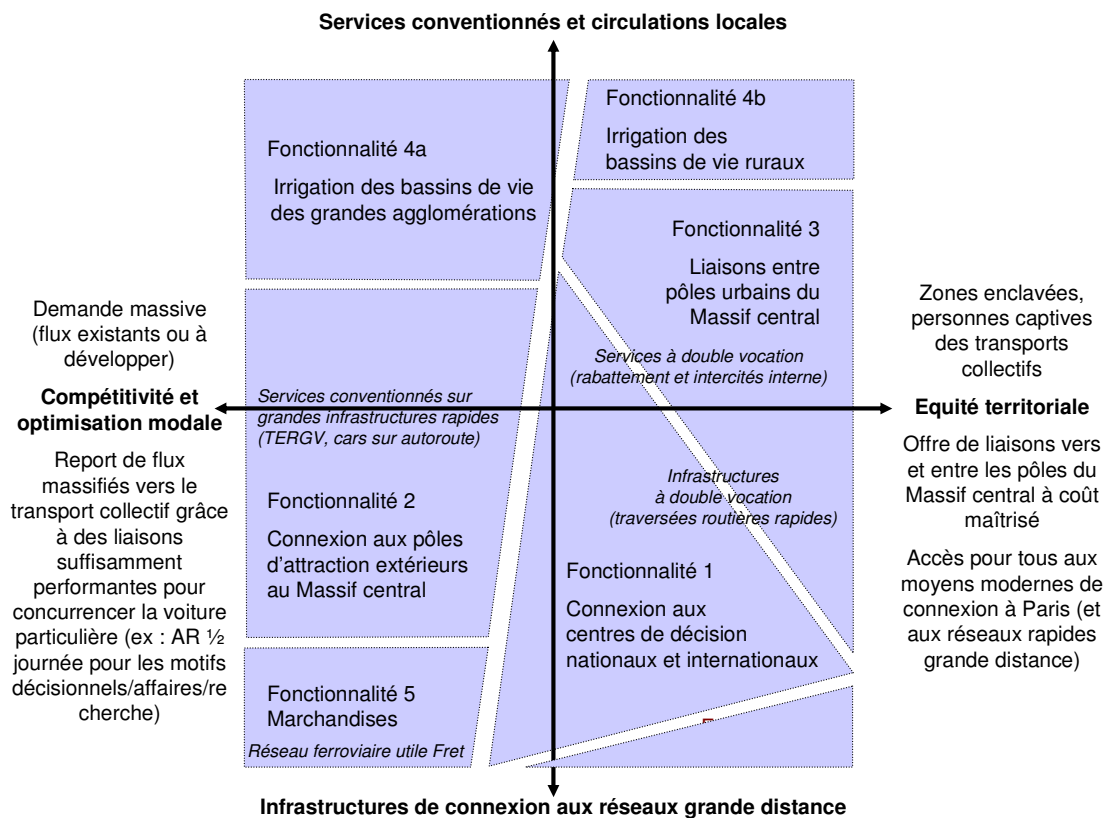 Services conventionnés et circulations locales
Fonctionnalité 4b
Irrigation des
bassins de vie ruraux
Fonctionnalité 4a
Irrigation des bassins de vie
des grandes agglomérations
Fonctionnalité 3
Liaisons entre
pôles urbains du
Massif central
Services à double vocation
(rabattement et intercités interne)
Demande massive
(flux existants ou à
développer)
Compétitivité et
optimisation modale
Report de flux
massifiés vers le
transport collectif grâce
à des liaisons
suffisamment
performantes pour
concurrencer la voiture
particulière (ex : AR ½
journée pour les motifs
décisionnels/affaires/re
cherche)
Services conventionnés sur
grandes infrastructures rapides
(TERGV, cars sur autoroute)
Fonctionnalité 2
Connexion aux pôles
d'attraction extérieurs
au Massif central
Infrastructures
à double vocation
(traversées routières rapides)
Fonctionnalité 1
Connexion aux
centres de décision
nationaux et internationaux
Zones enclavées,
personnes captives
des transports
collectifs
Equité territoriale
Offre de liaisons vers
et entre les pôles du
Massif central à coût
maîtrisé
Accès pour tous aux
moyens modernes de
connexion à Paris (et
aux réseaux rapides
grande distance)
Fonctionnalité 5
Marchandises
Réseau ferroviaire utile Fret
Infrastructures de connexion aux réseaux grande distance